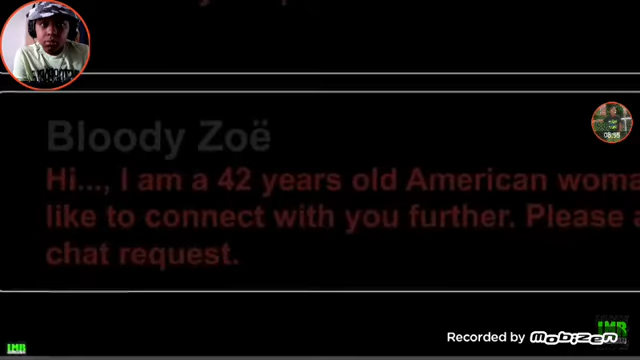 Bloody Zoë
Hi..., I am a 42 years old American woma
like to connect with you further. Please a
chat request.
Recorded by mobizen